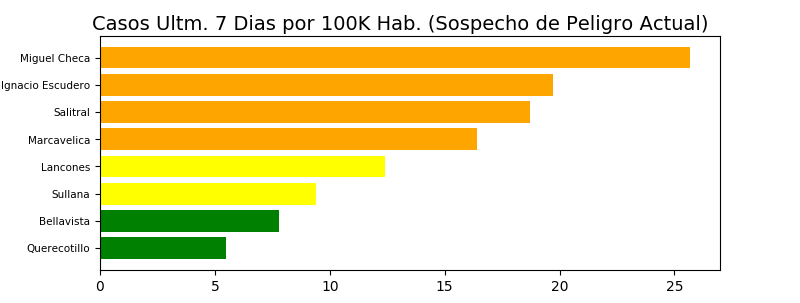 Casos Ultm. 7 Dias por 100K Hab. (Sospecho de Peligro Actual)
Miguel Checa
Ignacio Escudero
Salitral
Marcavelica
Lancones
Sullana
Bellavista
Querecotillo
0 5 10 15 20 25